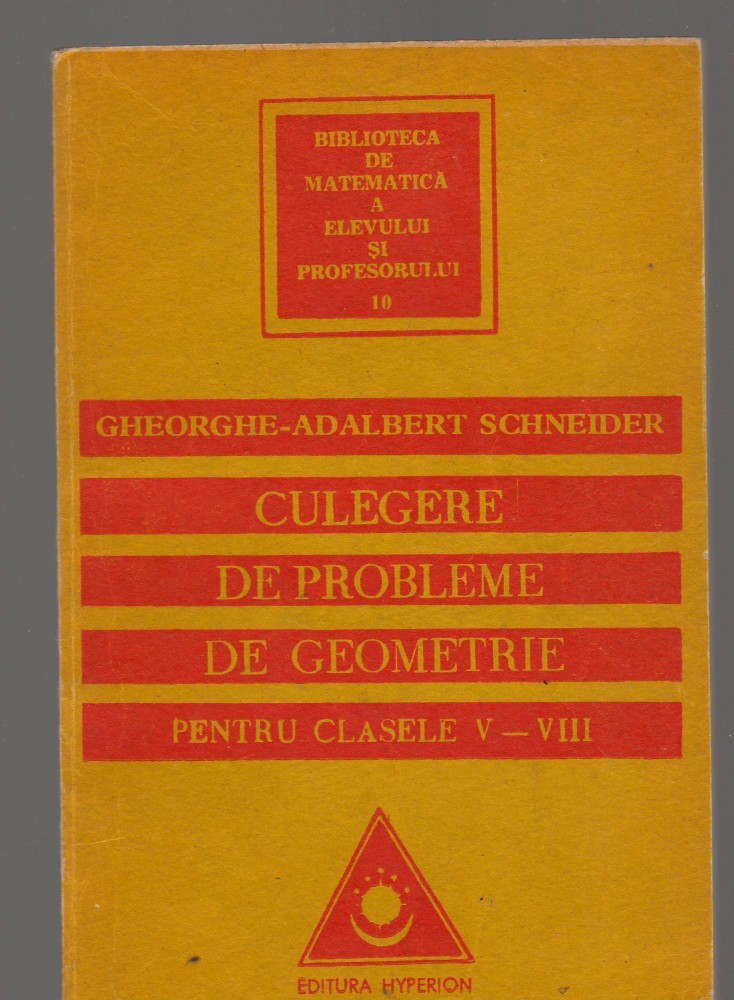 BIBLIOTECA
DE
MATEMATICĂ
A
ELEVULUI
ȘI
PROFESORULUI
10
GHEORGHE-ADALBERT SCHNEIDER
CULEGERE
DE PROBLEME
DE GEOMETRIE
PENTRU CLASELE V — VIII
EDITURA HYPERION